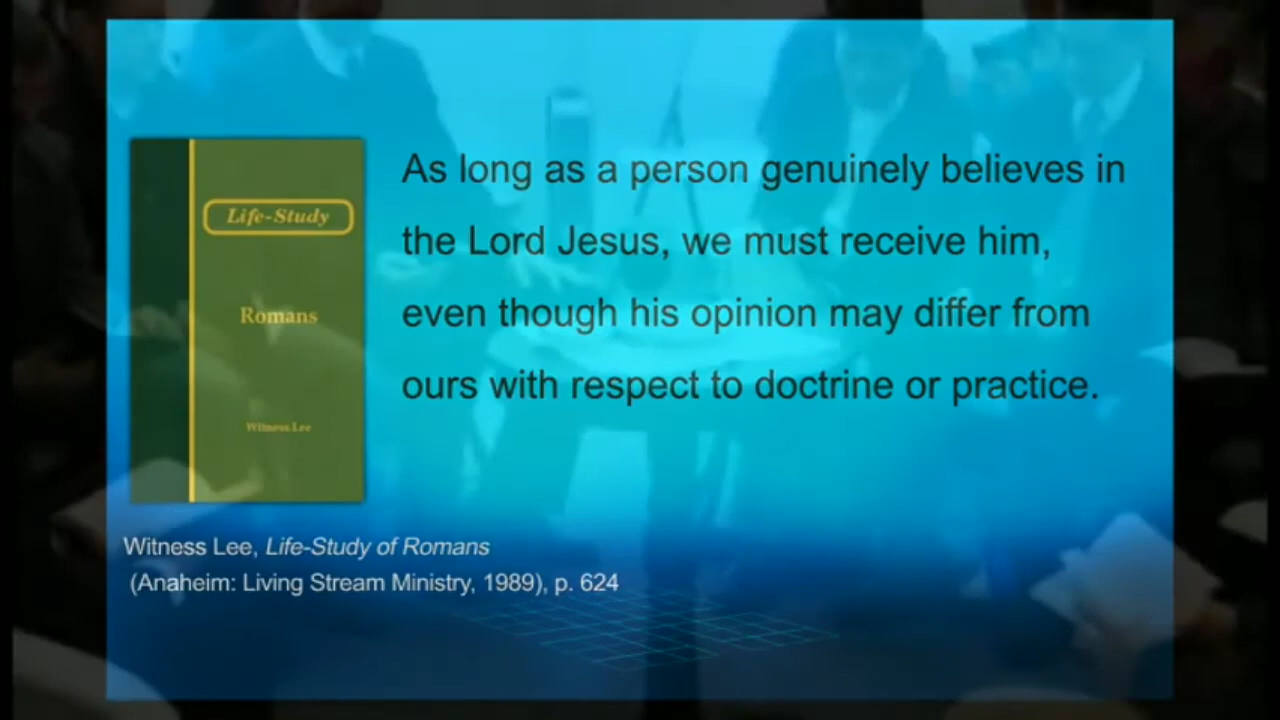 Life-Study
Romans
Witness Lee
As long as a person genuinely believes in
the Lord Jesus, we must receive him,
even though his opinion may differ from
ours with respect to doctrine or practice.
Witness Lee, Life-Study of Romans
(Anaheim: Living Stream Ministry, 1989), p. 624